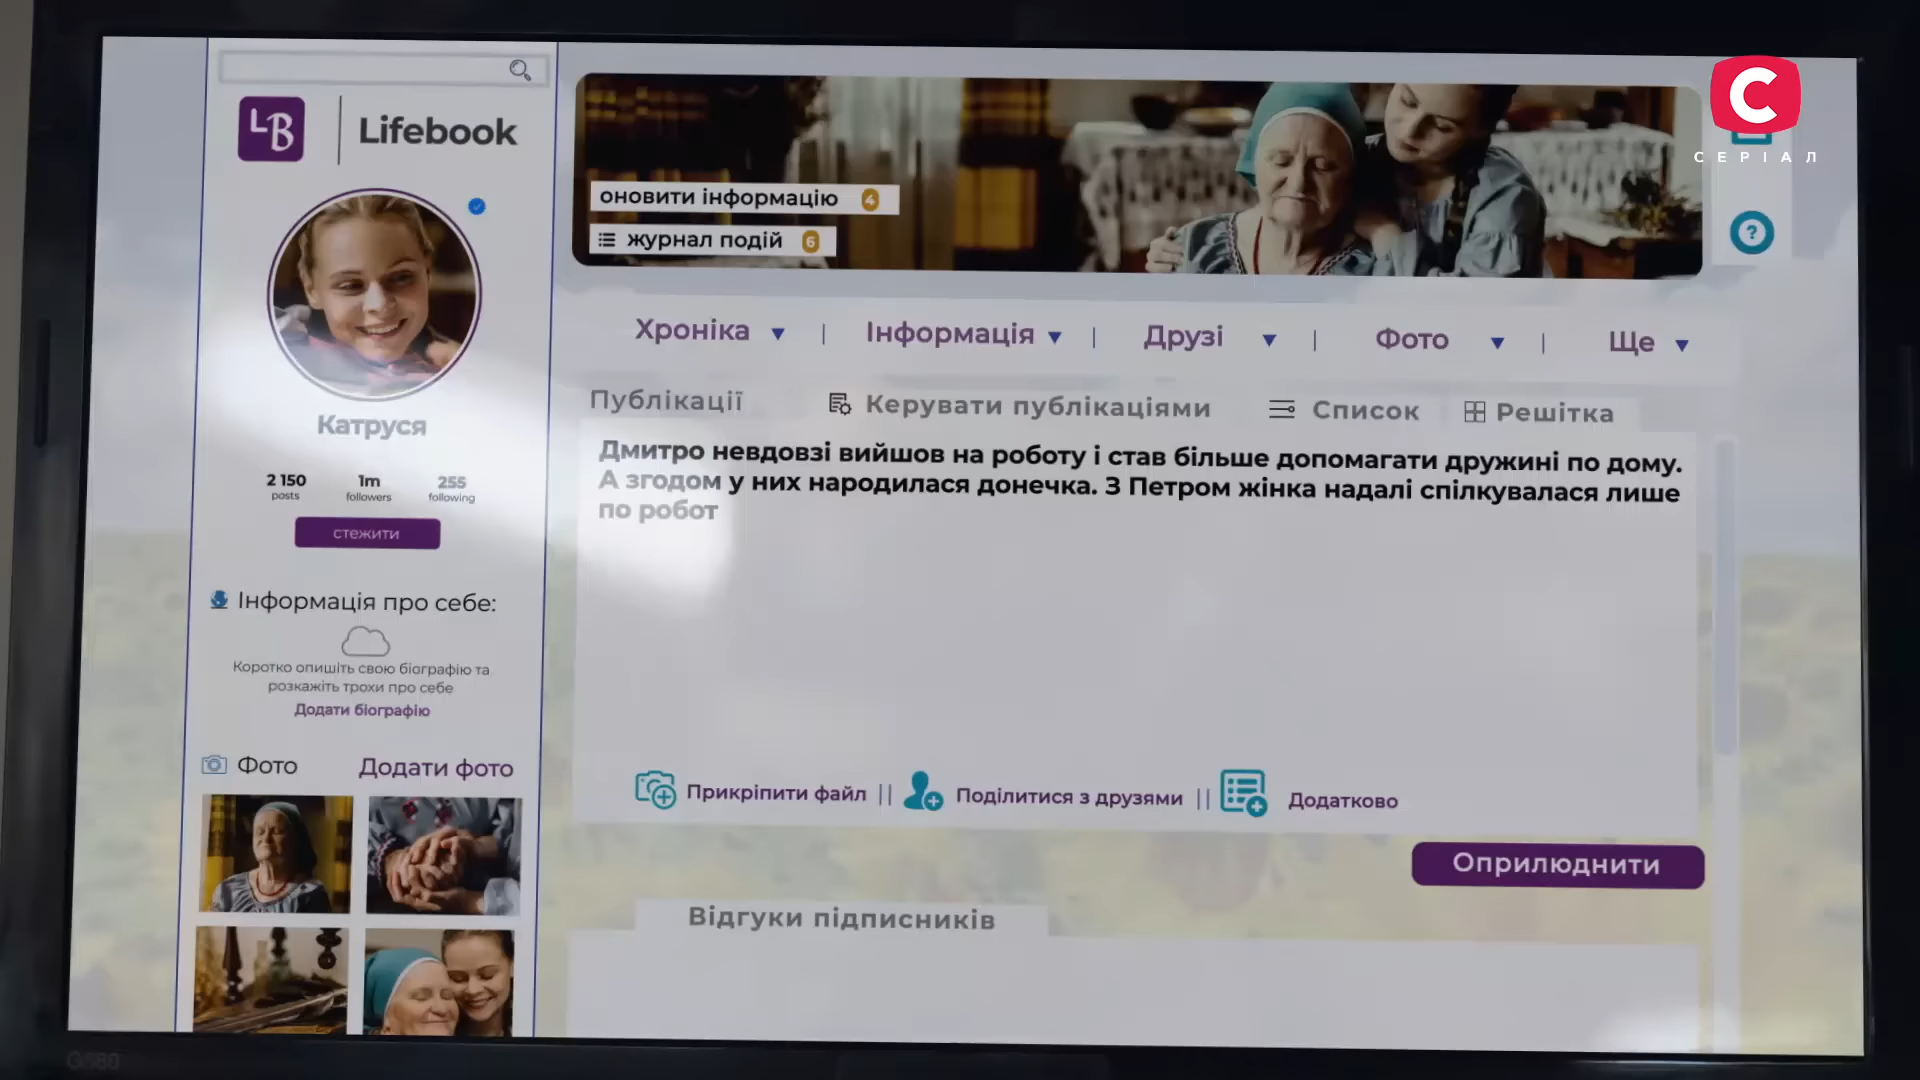 LB
Lifebook
Катруся
2 150
posts
1m
followers
255
following
стежити
Інформація про себе:
Коротко опишіть свою біографію та
розкажіть трохи про себе
Додати біографію
Фото
Додати фото
оновити інформацію 4
журнал подій 6
С
СЕРІАЛ
?
Хроніка | Інформація | Друзі | Фото | Ще
Публікації Керувати публікаціями Список Решітка
Дмитро невдовзі вийшов на роботу і став більше допомагати дружині по дому.
А згодом у них народилася донечка. З Петром жінка надалі спілкувалася лише
по робот
Прикріпити файл || Поділитися з друзями || Додатково
Оприлюднити
Відгуки підписників
G580